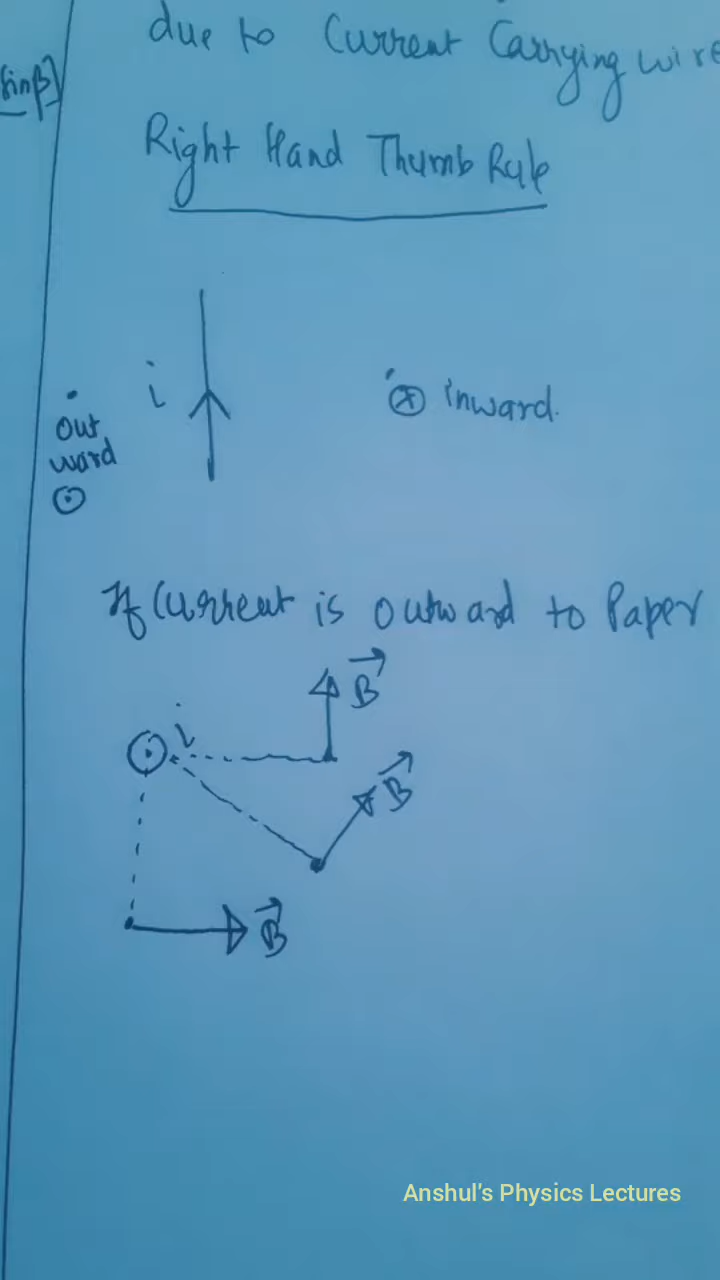 due to Current Carrying wire
sinβ]
Right Hand Thumb Rule
i
out
ward
inward.
If Current is outward to Paper
B
i
B
B
Anshul's Physics Lectures